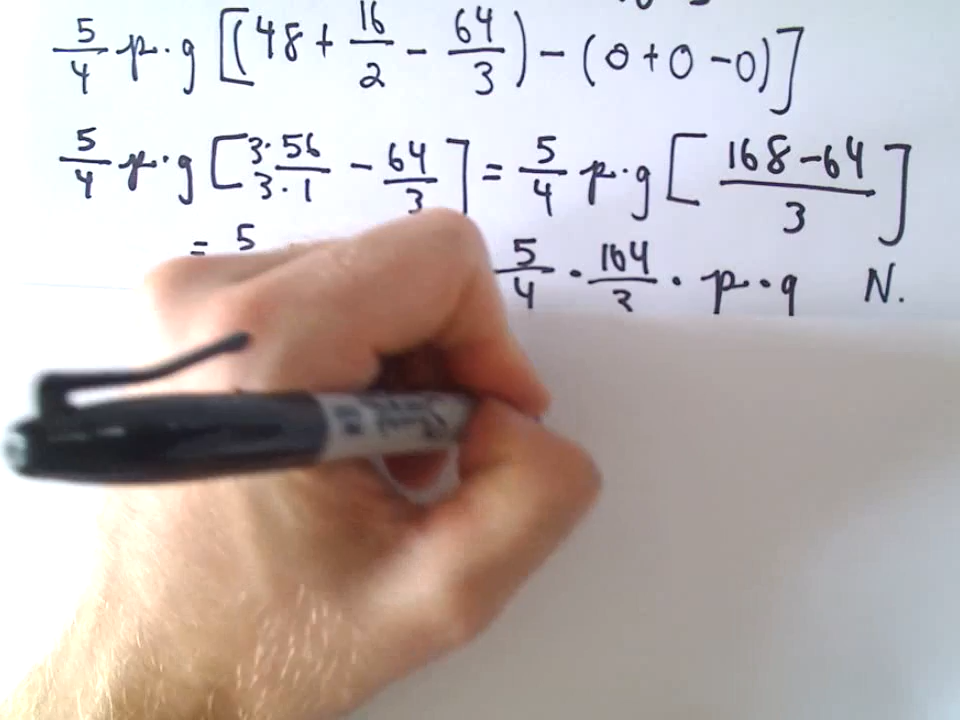 5/4 p·g [(48 + 16/2 - 64/3) - (0 + 0 - 0)]
5/4 p·g [3·56/3·1 - 64/3] = 5/4 p·g [168-64/3]
= 5 5/4 · 104/3 · p·g N.